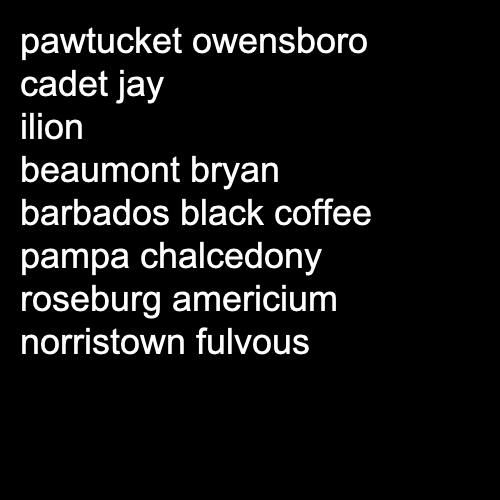 pawtucket owensboro
cadet jay
ilion
beaumont bryan
barbados black coffee
pampa chalcedony
roseburg americium
norristown fulvous